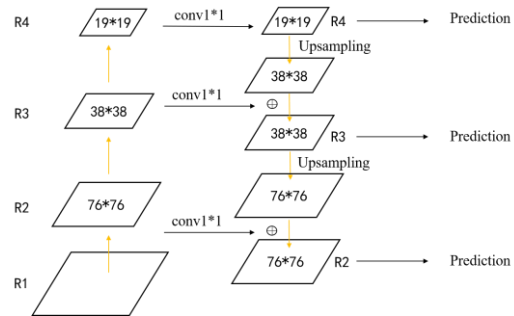 R4 19*19 conv1*1 19*19 R4 Prediction
Upsampling
38*38
R3 38*38 conv1*1 ⊕
38*38 R3 Prediction
Upsampling
R2 76*76 76*76
conv1*1 ⊕
76*76 R2 Prediction
R1